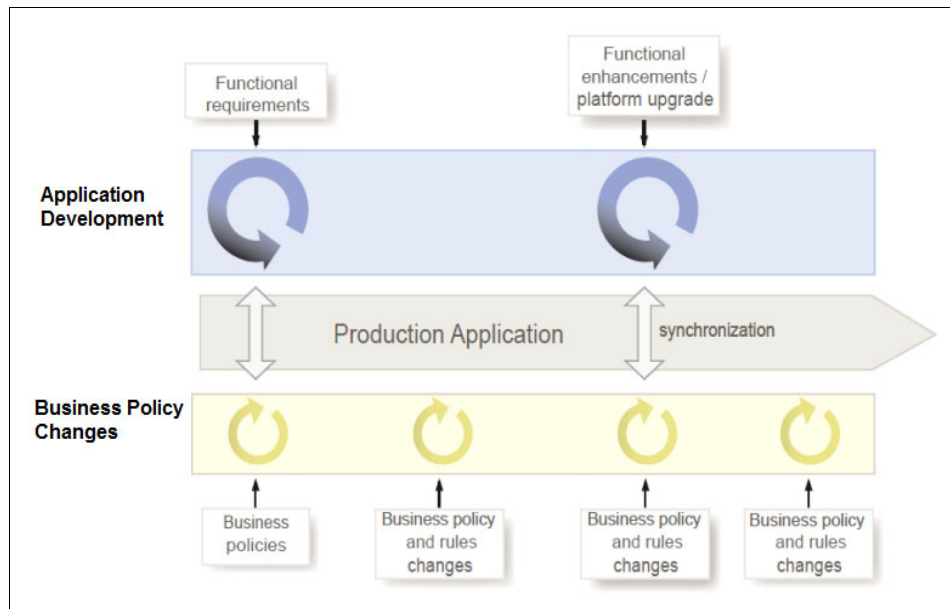 Functional
requirements
Functional
enhancements /
platform upgrade
Application
Development
Production Application
synchronization
Business Policy
Changes
Business
policies
Business policy
and rules
changes
Business policy
and rules
changes
Business policy
and rules
changes